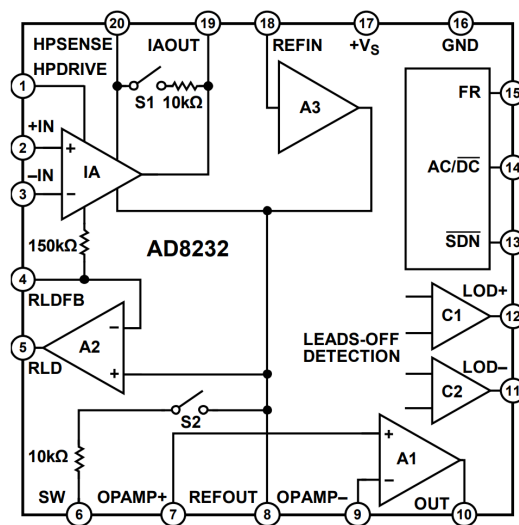 20 19 18 17 16
HPSENSE IAOUT REFIN +VS GND
HPDRIVE
1
S1 10kΩ
A3
FR 15
+IN
2
+
IA
AC/DC 14
–IN
3
–
150kΩ
AD8232
SDN 13
4
RLDFB
LOD+
C1 12
–
A2
5
RLD
+
LEADS-OFF
DETECTION
LOD–
C2 11
S2
10kΩ
+
A1
–
SW OPAMP+ REFOUT OPAMP– OUT
6 7 8 9 10